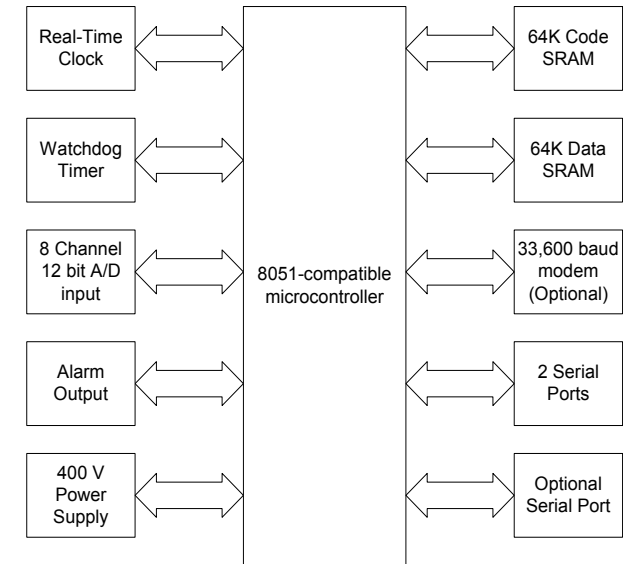 Real-Time
Clock
Watchdog
Timer
8 Channel
12 bit A/D
input
Alarm
Output
400 V
Power
Supply
8051-compatible
microcontroller
64K Code
SRAM
64K Data
SRAM
33,600 baud
modem
(Optional)
2 Serial
Ports
Optional
Serial Port